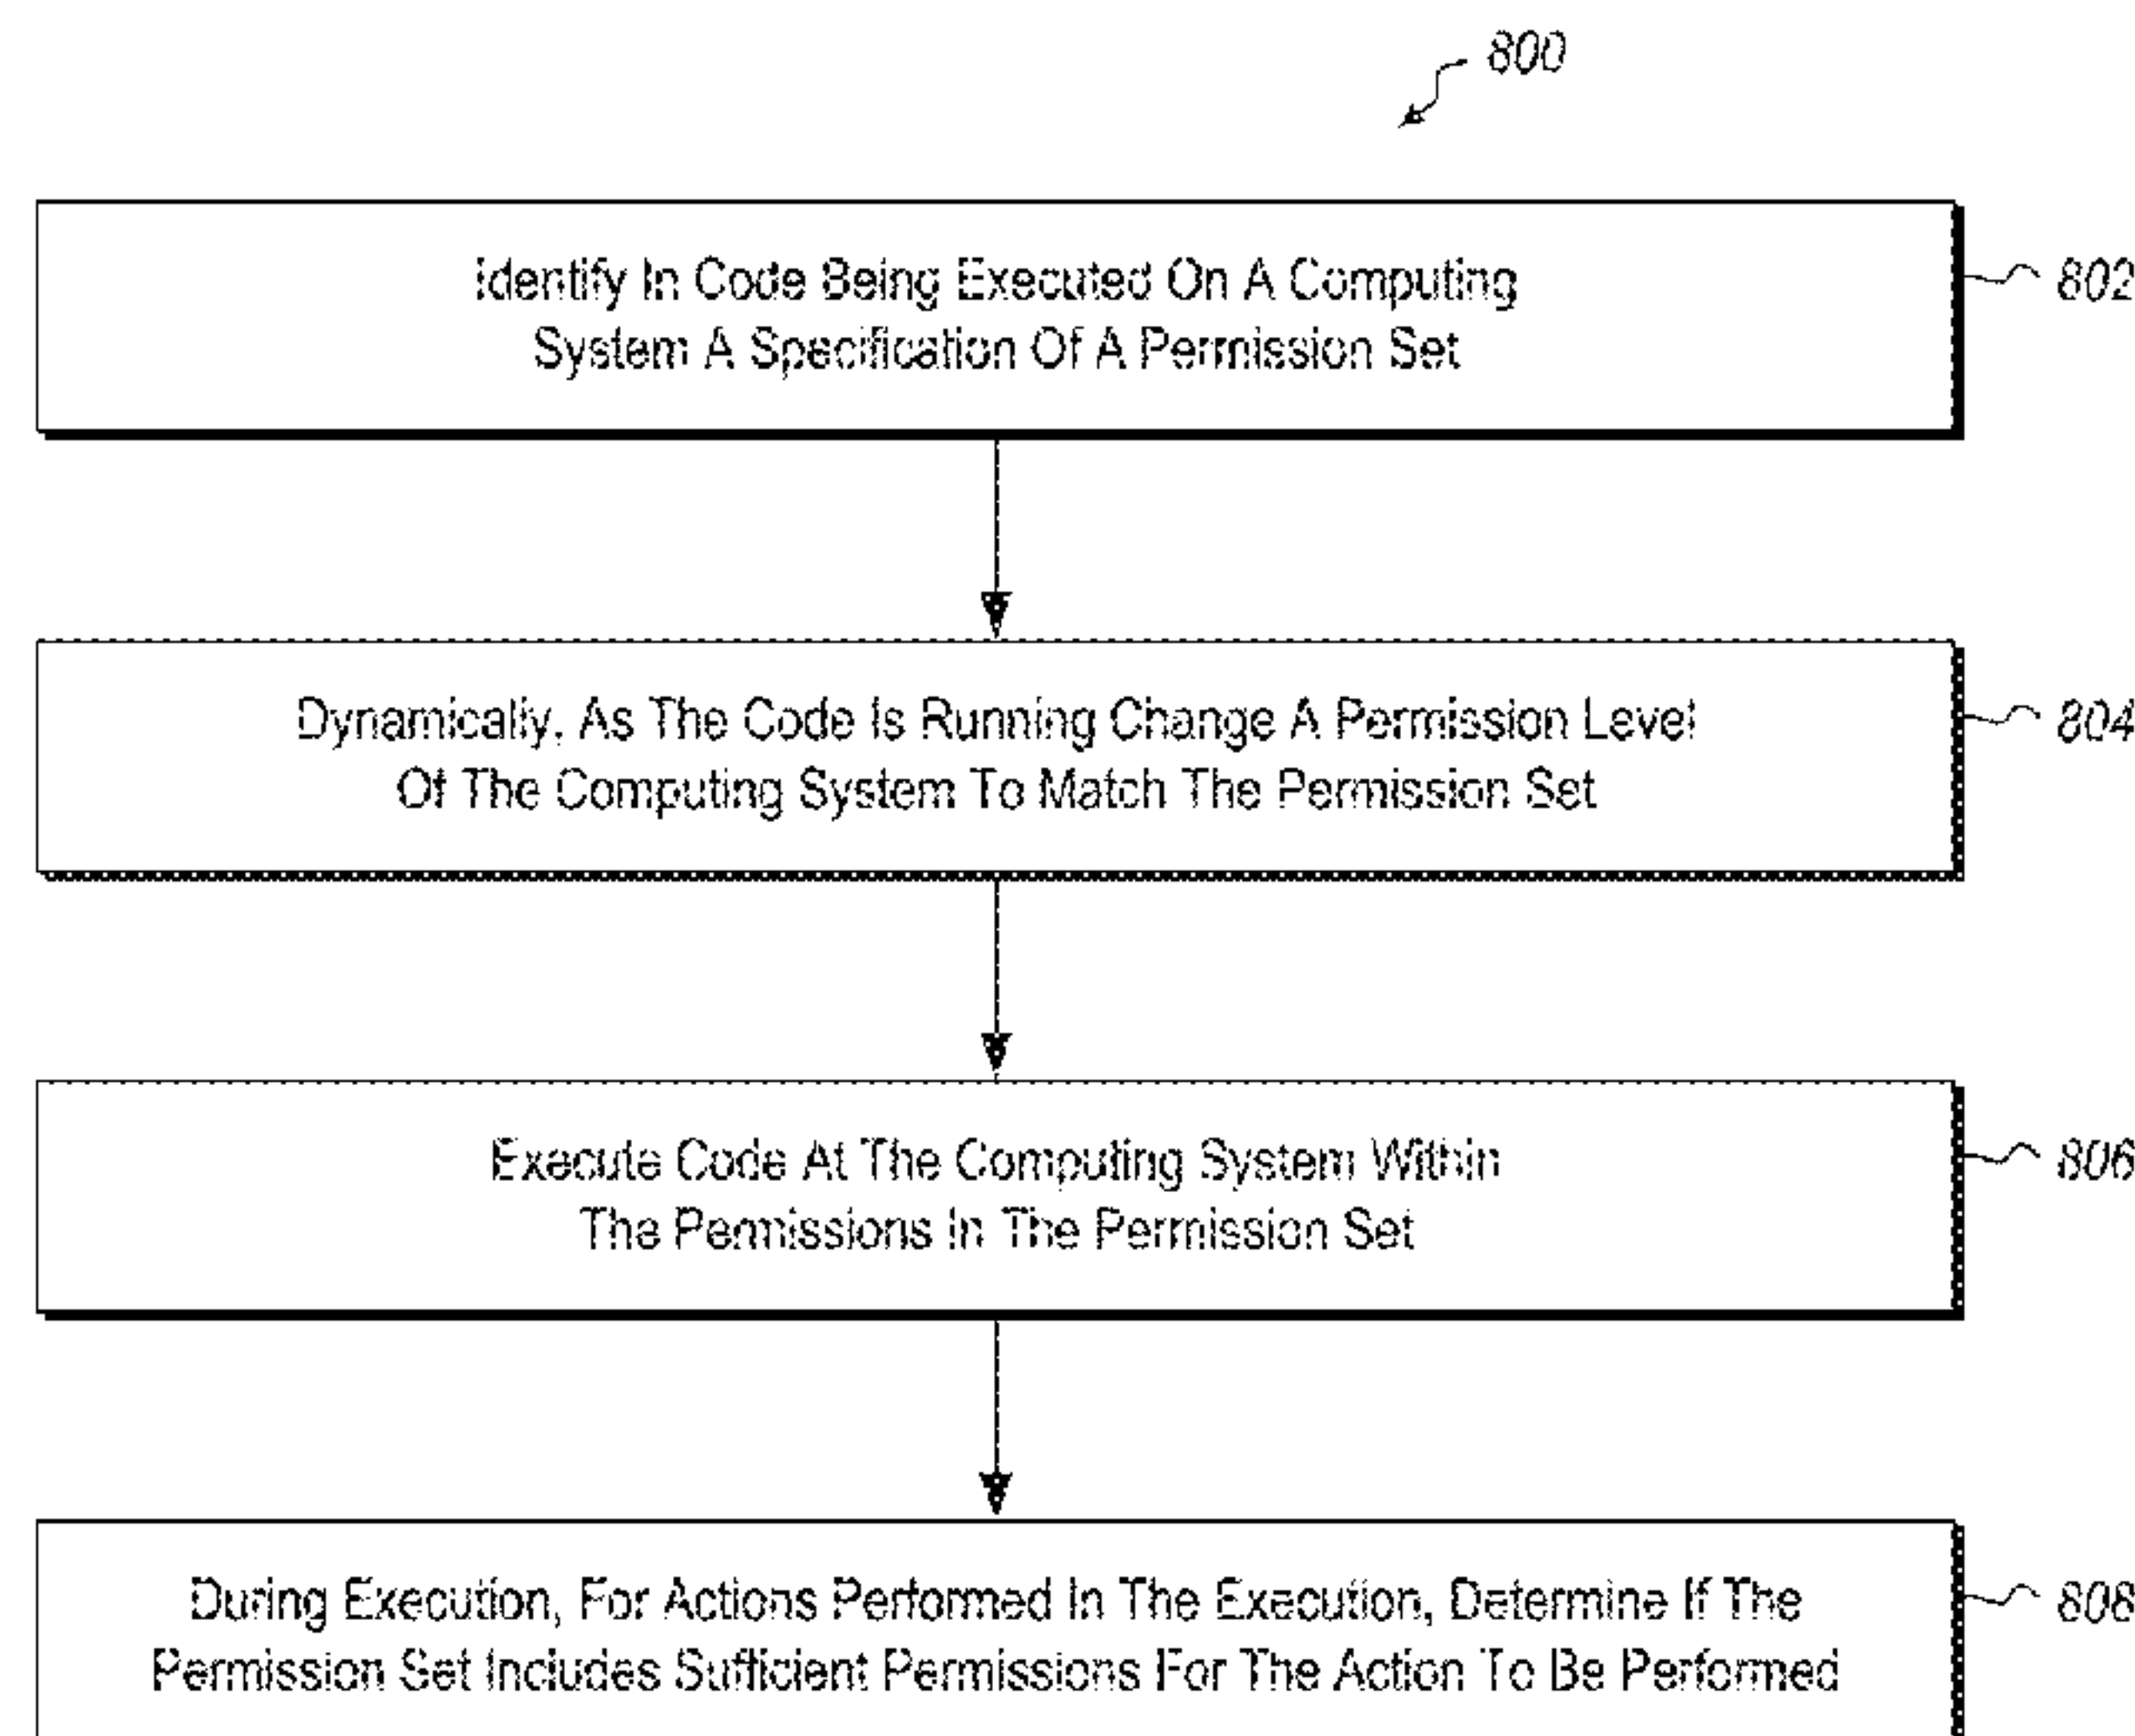 800
Identify In Code Being Executed On A Computing
System A Specification Of A Permission Set
802
Dynamically, As The Code Is Running Change A Permission Level
Of The Computing System To Match The Permission Set
804
Execute Code At The Computing System Within
The Permissions In The Permission Set
806
During Execution, For Actions Performed In The Execution, Determine If The
Permission Set Includes Sufficient Permissions For The Action To Be Performed
808